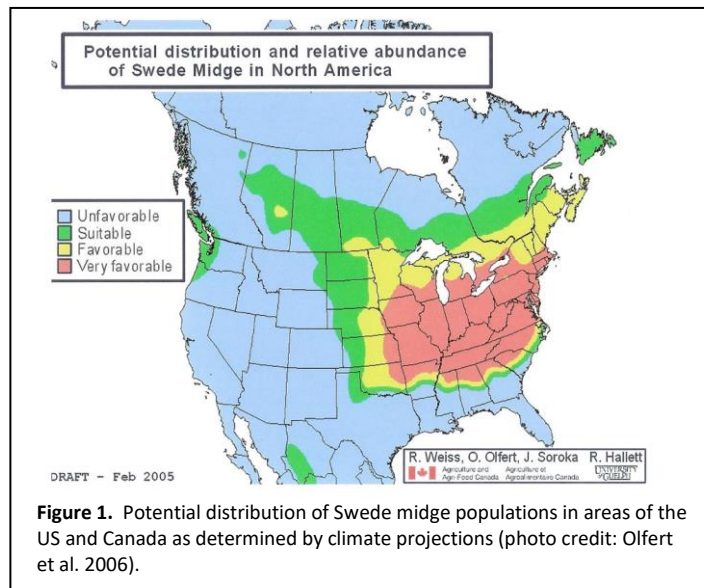 Potential distribution and relative abundance
of Swede Midge in North America
Unfavorable
Suitable
Favorable
Very favorable
R. Weiss, O. Olfert, J. Soroka R. Hallett
Agriculture and Agri-Food Canada
Agriculture et Agroalimentaire Canada
UNIVERSITY of GUELPH
DRAFT - Feb 2005
Figure 1. Potential distribution of Swede midge populations in areas of the
US and Canada as determined by climate projections (photo credit: Olfert
et al. 2006).